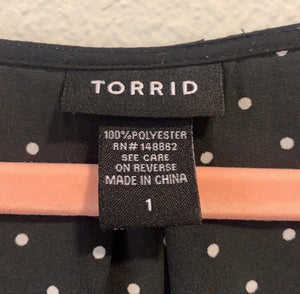 TORRID
100% POLYESTER
RN# 148862
SEE CARE
ON REVERSE
MADE IN CHINA
1